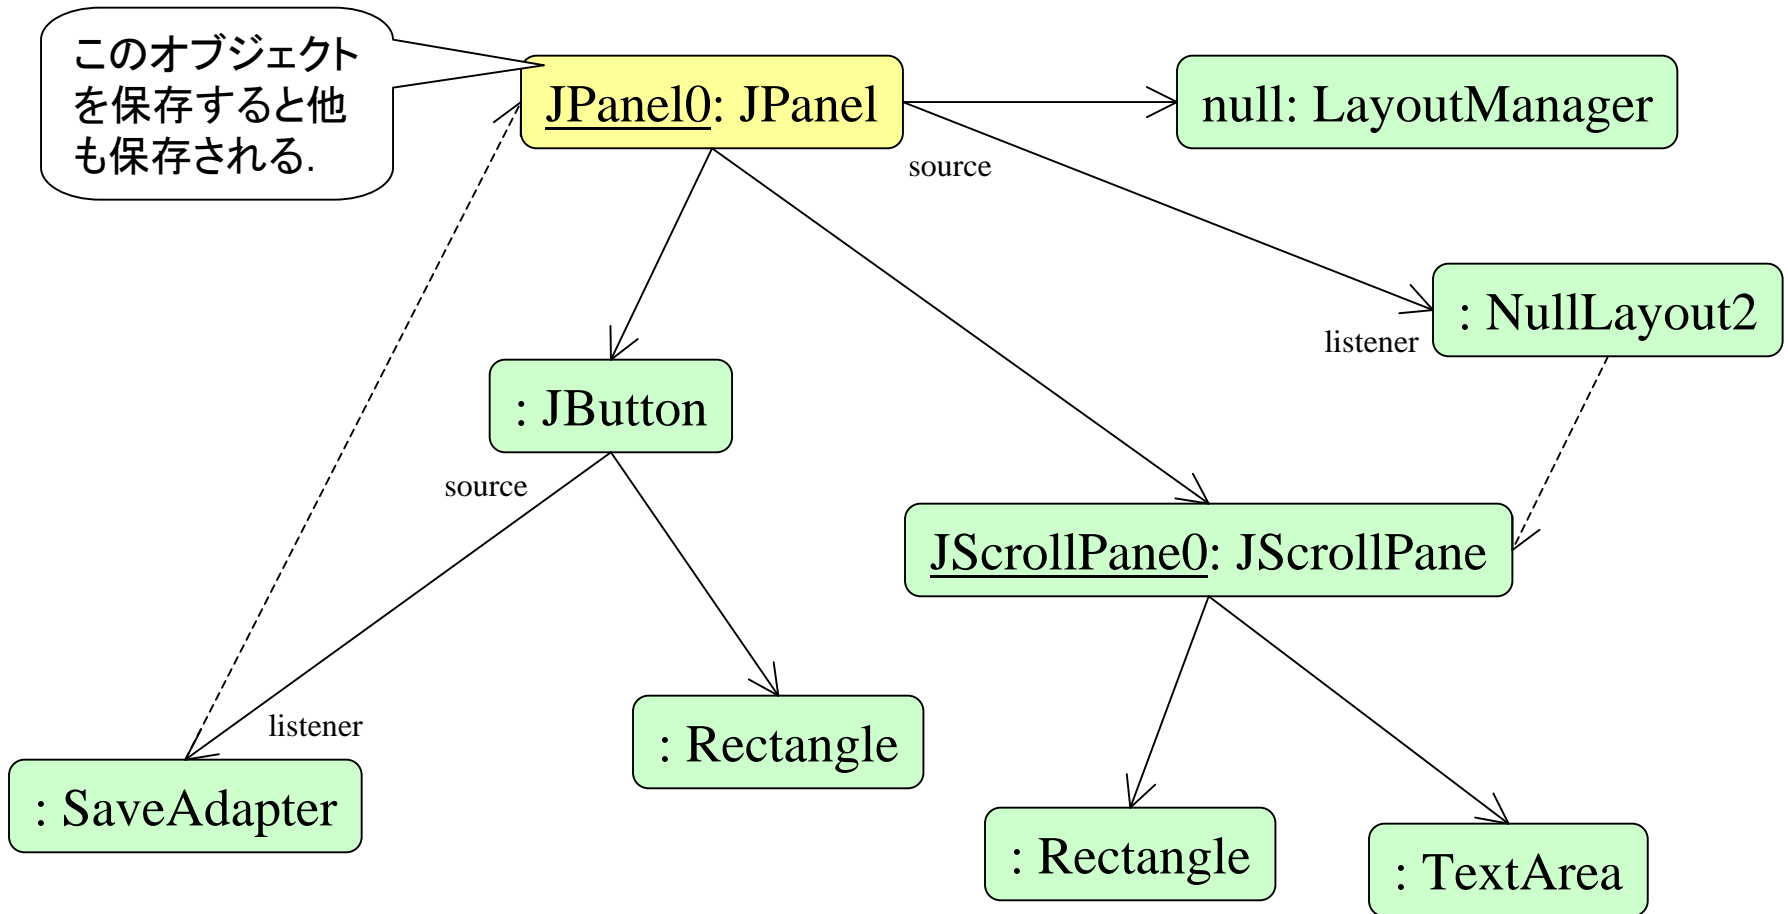 このオブジェクト
を保存すると他
も保存される.
JPanel0: JPanel
null: LayoutManager
source
: NullLayout2
listener
: JButton
source
JScrollPane0: JScrollPane
listener
: Rectangle
: SaveAdapter
: Rectangle
: TextArea